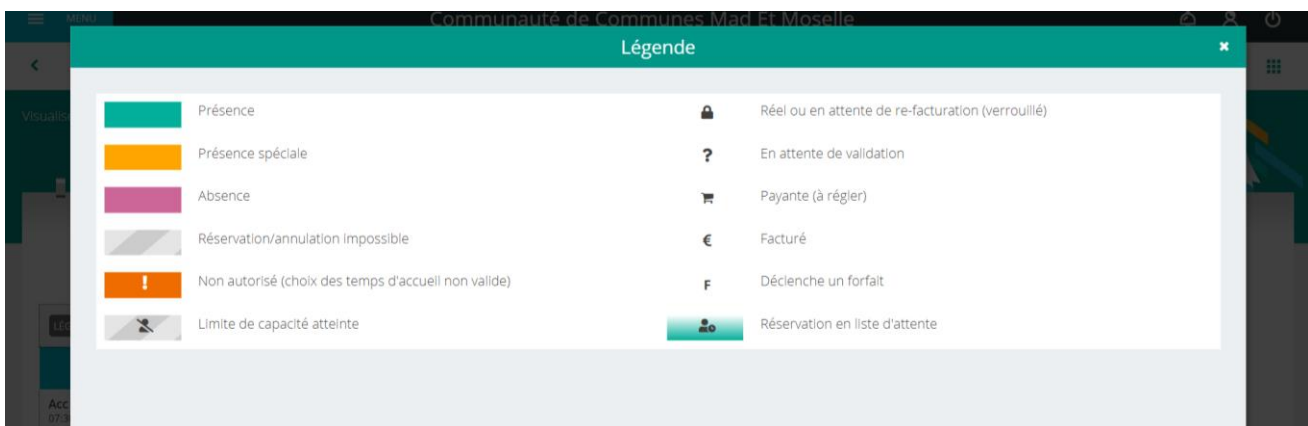 MENU
Communauté de Communes Mad Et Moselle
Légende
Présence
Présence spéciale
Absence
Réservation/annulation impossible
! Non autorisé (choix des temps d'accueil non valide)
Limite de capacité atteinte
Réel ou en attente de re-facturation (verrouillé)
? En attente de validation
Payante (à régler)
€ Facturé
F Déclenche un forfait
Réservation en liste d'attente